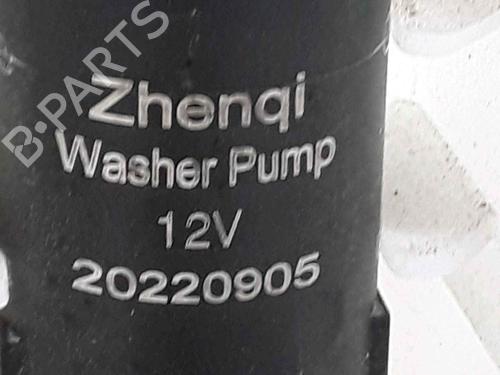 B-PARTS
Zhenqi
Washer Pump
12V
20220905